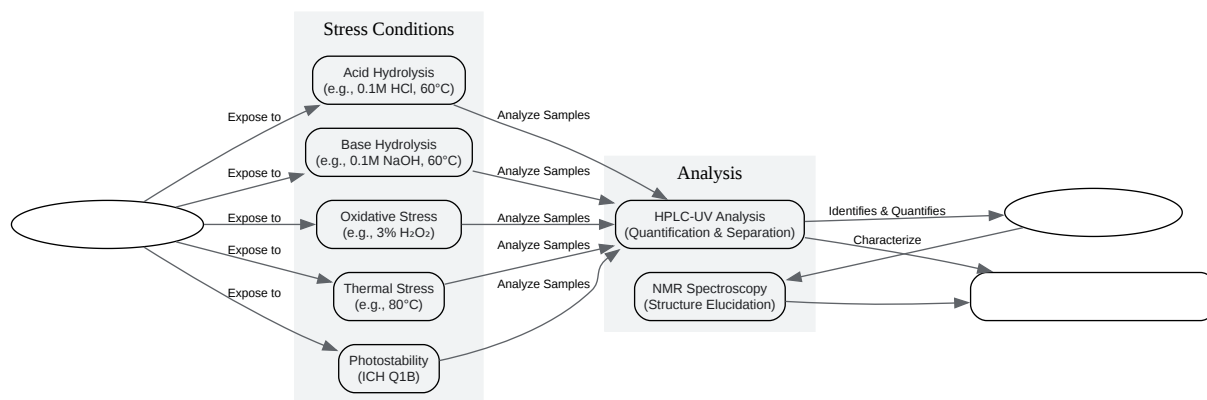 Stress Conditions
Acid Hydrolysis
(e.g., 0.1M HCl, 60°C)
Expose to
Analyze Samples
Base Hydrolysis
(e.g., 0.1M NaOH, 60°C)
Expose to
Analyze Samples
Analysis
Oxidative Stress
(e.g., 3% H₂O₂)
Expose to
Analyze Samples
HPLC-UV Analysis
(Quantification & Separation)
Identifies & Quantifies
Characterize
Expose to
Analyze Samples
Thermal Stress
(e.g., 80°C)
Expose to
Analyze Samples
NMR Spectroscopy
(Structure Elucidation)
Photostability
(ICH Q1B)